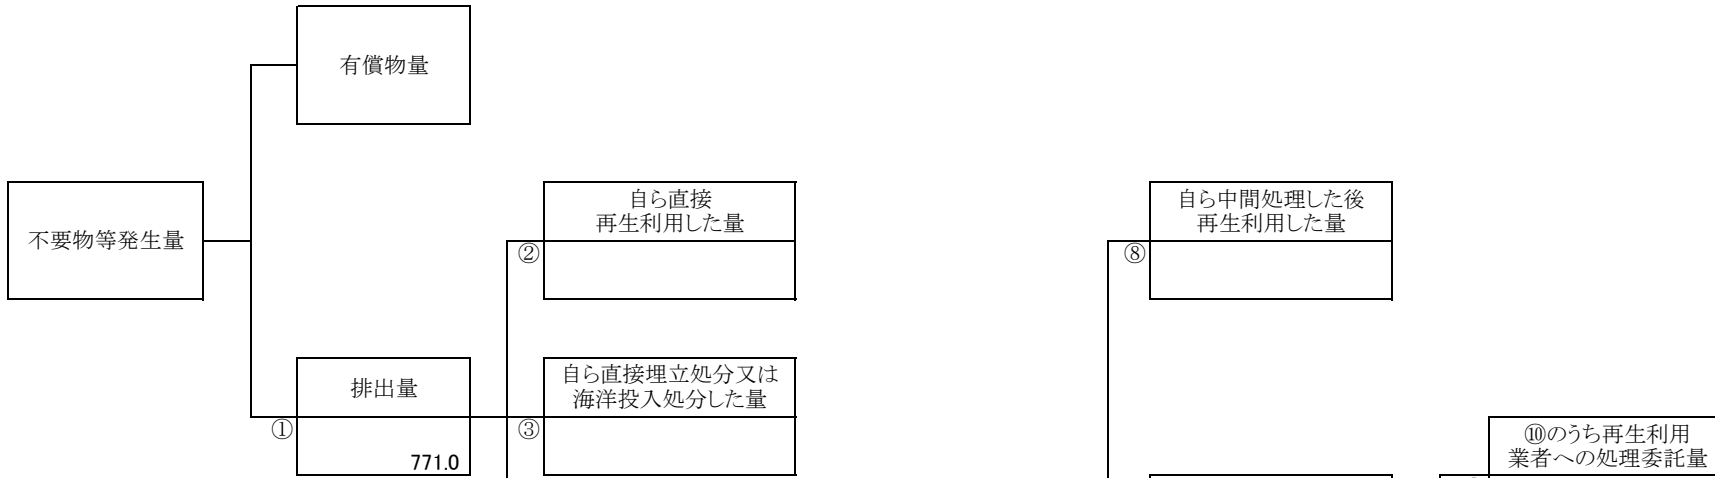 有償物量
不要物等発生量
自ら直接
再生利用した量
②
自ら中間処理した後
再生利用した量
⑧
排出量
①
771.0
自ら直接埋立処分又は
海洋投入処分した量
③
⑩のうち再生利用
業者への処理委託量